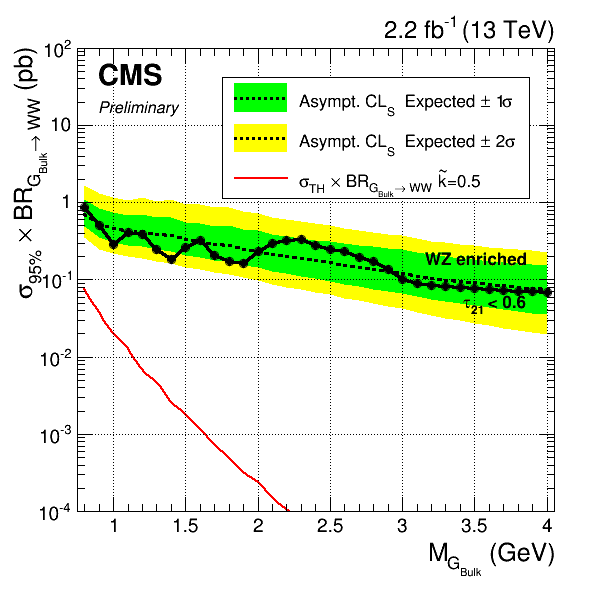 2.2 fb⁻¹ (13 TeV)
CMS
Preliminary
Asympt. CL_S Expected ± 1σ
Asympt. CL_S Expected ± 2σ
σ_TH × BR_{G_Bulk → WW} k̃=0.5
σ_95% × BR_{G_Bulk → WW} (pb)
10²
10
1
10⁻¹
10⁻²
10⁻³
10⁻⁴
WZ enriched
τ₂₁ < 0.6
1 1.5 2 2.5 3 3.5 4
M_{G_Bulk} (GeV)